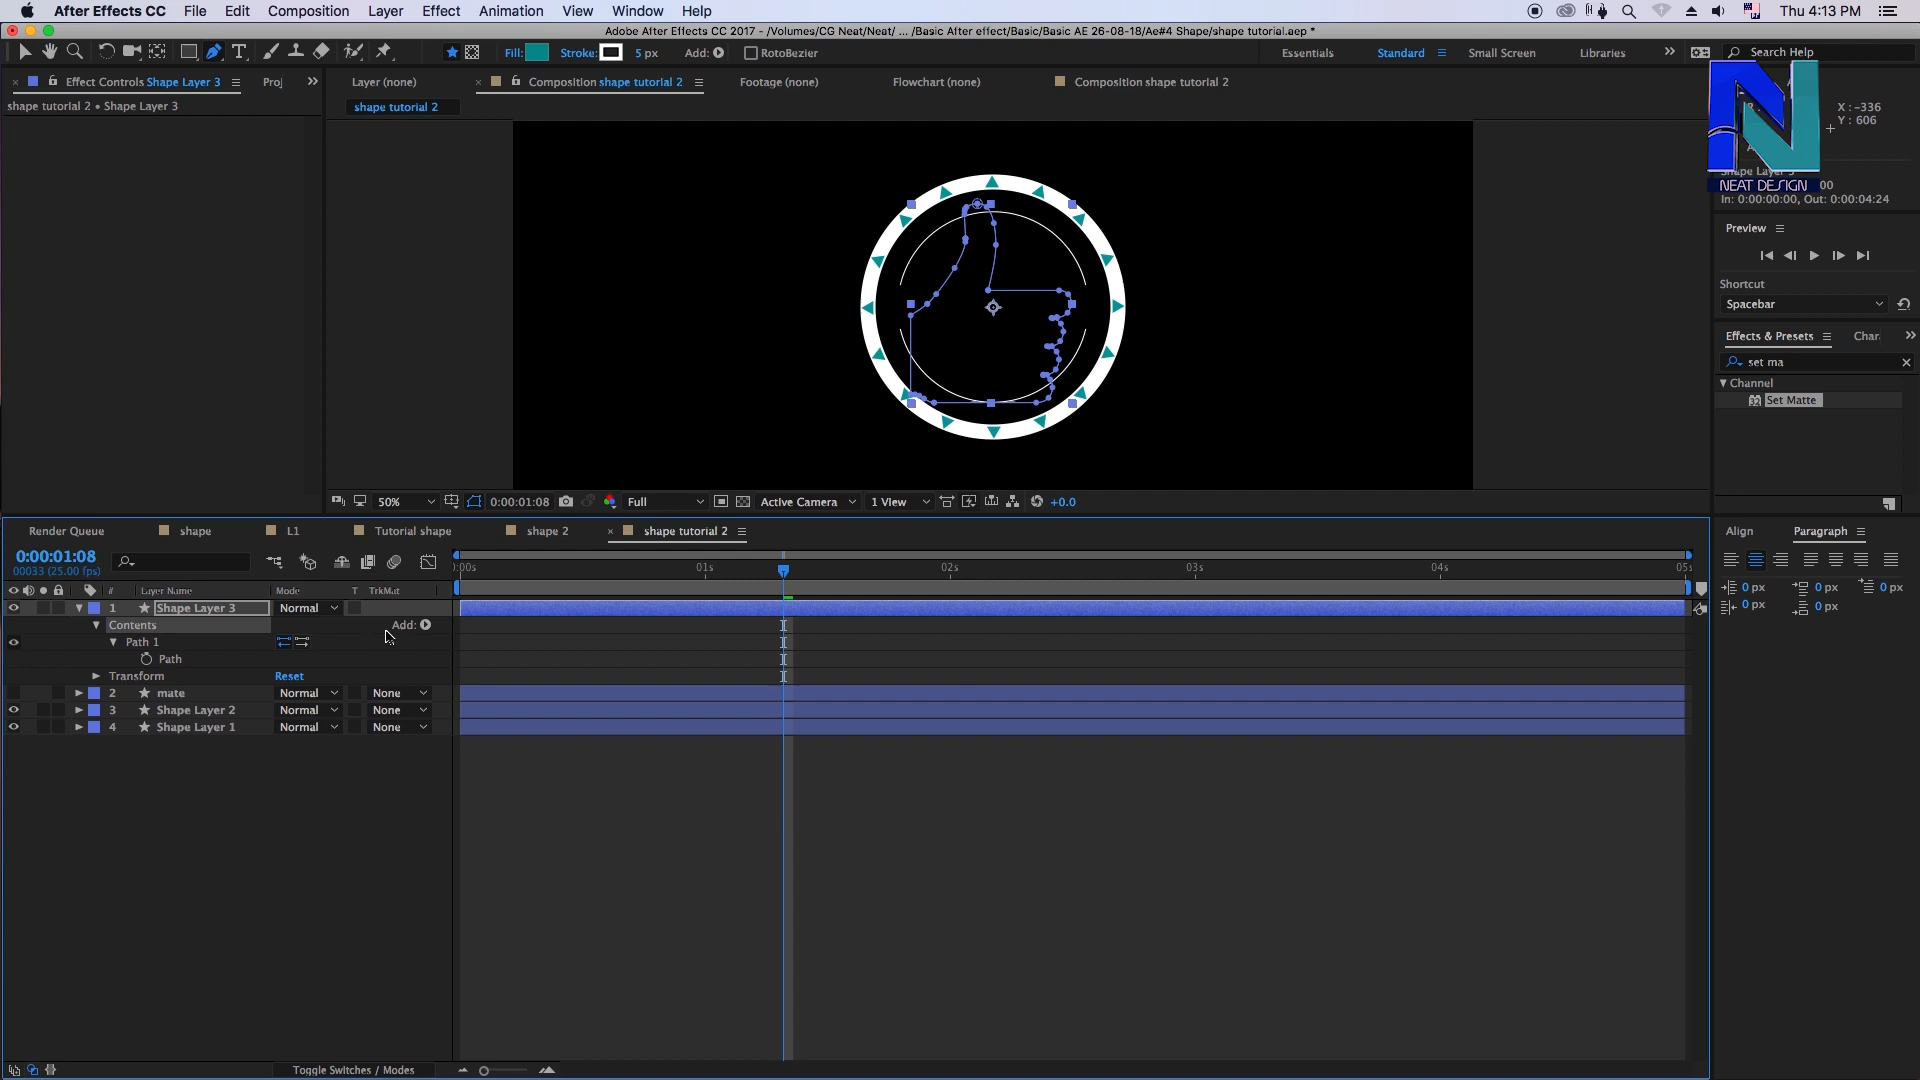 After Effects CC File Edit Composition Layer Effect Animation View Window Help Thu 4:13 PM
Adobe After Effects CC 2017 - /Volumes/CG Neat/Neat/ ... /Basic After effect/Basic/Basic AE 26-08-18/Ae#4 Shape/shape tutorial.aep *
Fill: Stroke: 5 px Add: RotoBezier Essentials Standard Small Screen Libraries Search Help
Effect Controls Shape Layer 3 Layer (none) Composition shape tutorial 2 Footage (none) Flowchart (none) Composition shape tutorial 2
shape tutorial 2 • Shape Layer 3
shape tutorial 2
X : -336
Y : 606
NEAT DESIGN
In: 0:00:00:00, Out: 0:00:04:24
Preview
Shortcut
Spacebar
Effects & Presets
set ma
Channel
32 Set Matte
50% 0:00:01:08 Full Active Camera 1 View +0.0
Render Queue shape L1 Tutorial shape shape 2 shape tutorial 2
Align Paragraph
0:00:01:08
00033 (25.00 fps)
:00s 01s 02s 03s 04s 05s
# Layer Name Mode T TrkMat
0 px 0 px 0 px
0 px 0 px
1 Shape Layer 3 Normal
Contents Add:
Path 1
Path
Transform Reset
2 mate Normal None
3 Shape Layer 2 Normal None
4 Shape Layer 1 Normal None
Toggle Switches / Modes